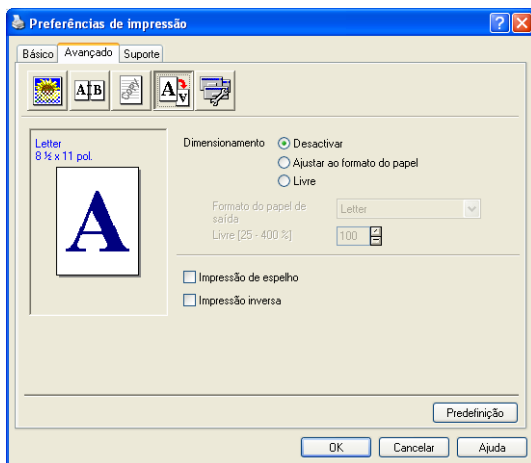 Preferências de impressão
Básico Avançado Suporte
A B
A A
Letter
8 ½ x 11 pol.
A
Dimensionamento Desactivar
Ajustar ao formato do papel
Livre
Formato do papel de saída Letter
Livre [25 - 400 %] 100
Impressão de espelho
Impressão inversa
Predefinição
OK Cancelar Ajuda